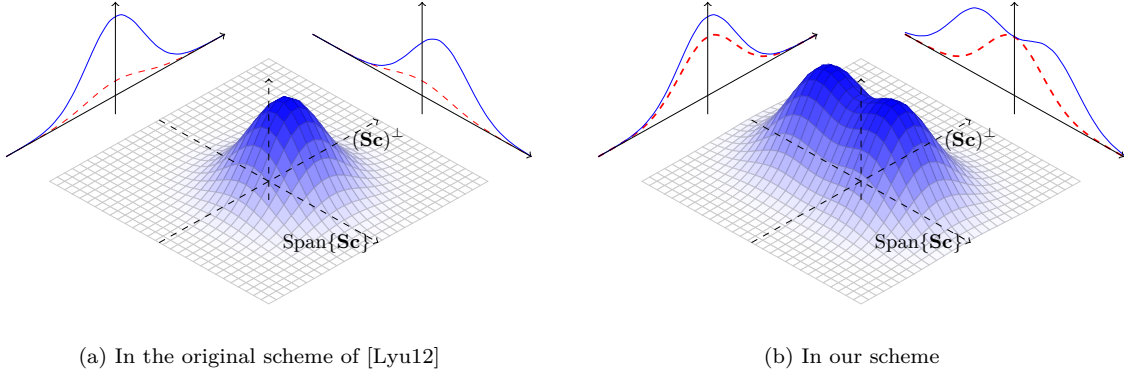 (Sc)⊥
(Sc)⊥
Span{Sc}
Span{Sc}
(a) In the original scheme of [Lyu12]
(b) In our scheme